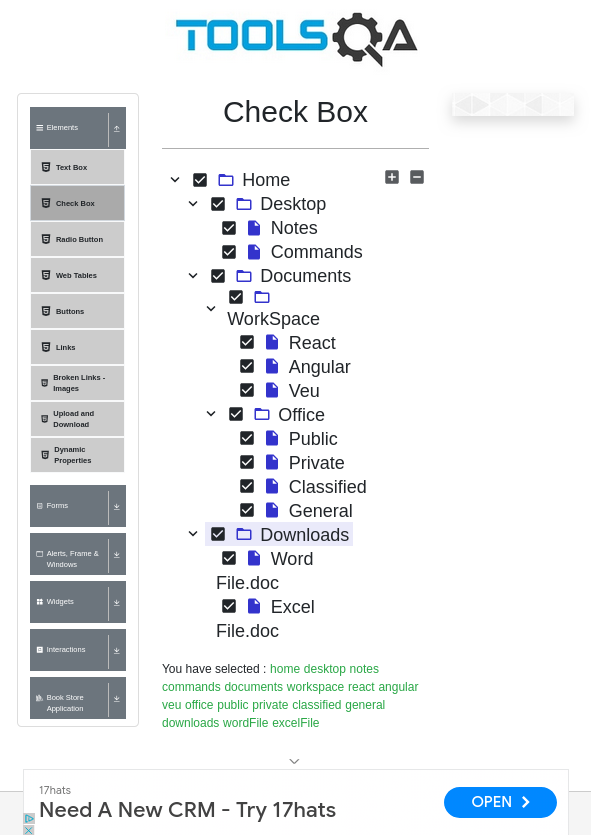 TOOLSQA
Elements
Text Box
Check Box
Radio Button
Web Tables
Buttons
Links
Broken Links -
Images
Upload and
Download
Dynamic
Properties
Forms
Alerts, Frame &
Windows
Widgets
Interactions
Book Store
Application
Check Box
Home
Desktop
Notes
Commands
Documents
WorkSpace
React
Angular
Veu
Office
Public
Private
Classified
General
Downloads
Word
File.doc
Excel
File.doc
You have selected : home desktop notes
commands documents workspace react angular
veu office public private classified general
downloads wordFile excelFile
17hats
Need A New CRM - Try 17hats
OPEN